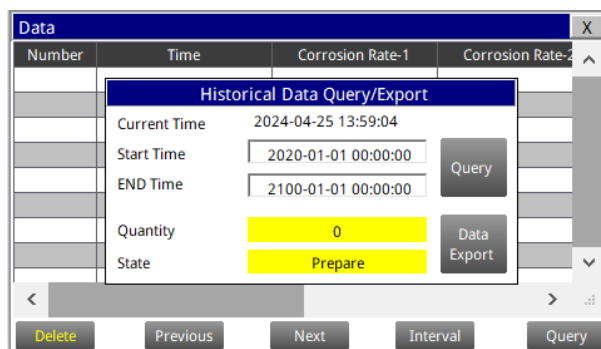 Data X
Number Time Corrosion Rate-1 Corrosion Rate-2
Historical Data Query/Export
Current Time 2024-04-25 13:59:04
Start Time 2020-01-01 00:00:00
Query
END Time 2100-01-01 00:00:00
Quantity 0
Data Export
State Prepare
Delete Previous Next Interval Query